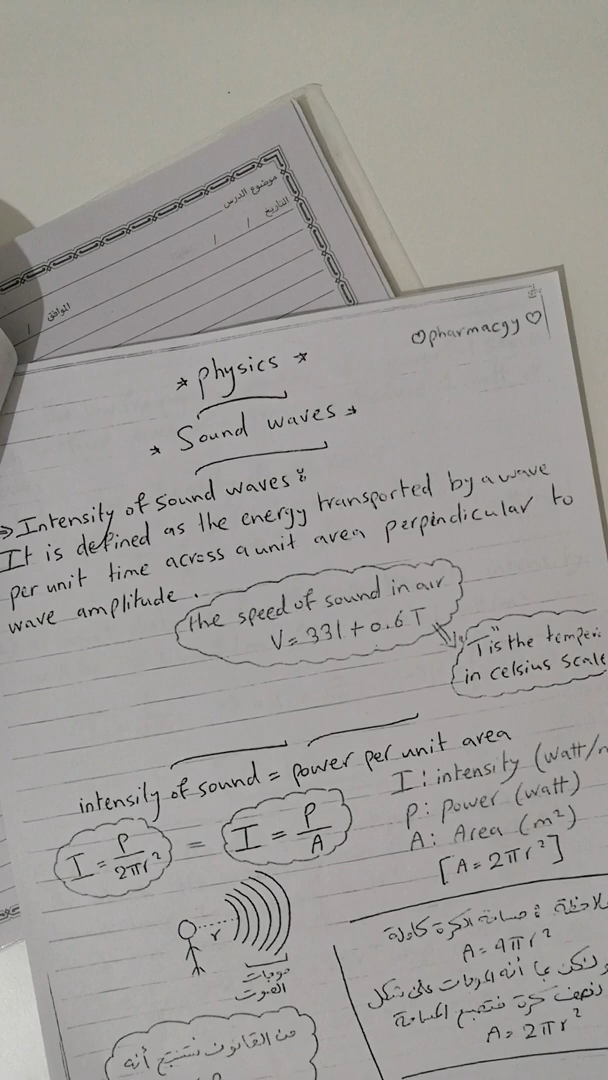 موضوع الدرس
التاريخ / /
الموافق /
♡pharmacgy♡
* physics *
* Sound waves *
⇒ Intensity of sound waves:
It is defined as the energy transported by a wave
per unit time across a unit area perpindicular to
wave amplitude.
the speed of sound in air
V = 331 + 0.6 T
"T" is the temper
in celsius scale
intensity of sound = power per unit area
I = P/2πr² = I = P/A
I: intensity (watt/
P: power (watt)
A: Area (m²)
[A = 2πr²]
r
موجات
الصوت
مساحة الكرة كاملة
A = 4πr²
ولكن بما أنه الموجات على شكل
نصف كرة فتصبح المساحة
A = 2πr²
من القانون نستنتج أنه